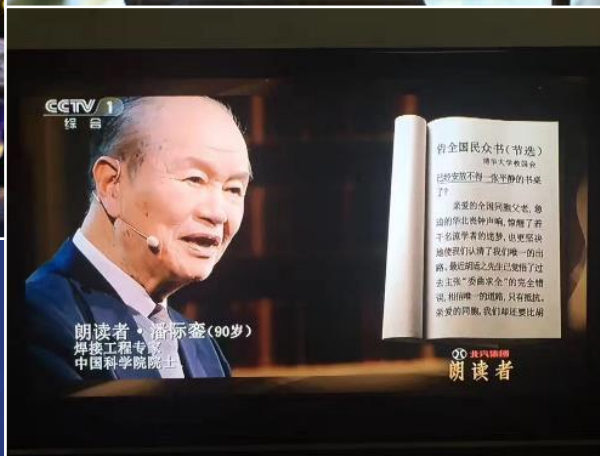 CCTV 1
综合
告全国民众书(节选)
清华大学救国会
已经安放不得一张平静的书桌
了?
亲爱的全国同胞父老,急
迫的华北丧钟声响,惊醒了若
干名流学者的迷梦,也更坚决
地使我们认清了我们唯一的出
路。最近胡适之先生已觉悟了过
去主张“委曲求全”的完全错
误,相信唯一的道路,只有抵抗。
亲爱的同胞,我们却还要比胡
朗读者·潘际銮(90岁)
焊接工程专家
中国科学院院士
北汽集团
朗读者